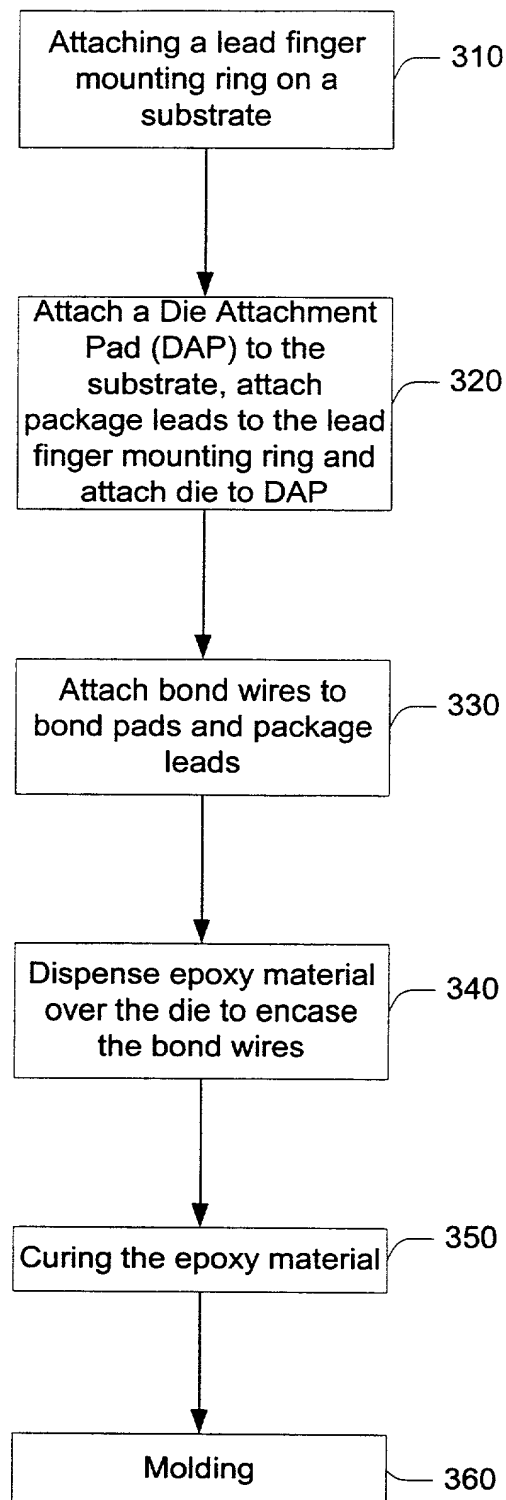 Attaching a lead finger
mounting ring on a
substrate
310
Attach a Die Attachment
Pad (DAP) to the
substrate, attach
package leads to the lead
finger mounting ring and
attach die to DAP
320
Attach bond wires to
bond pads and package
leads
330
Dispense epoxy material
over the die to encase
the bond wires
340
Curing the epoxy material
350
Molding
360